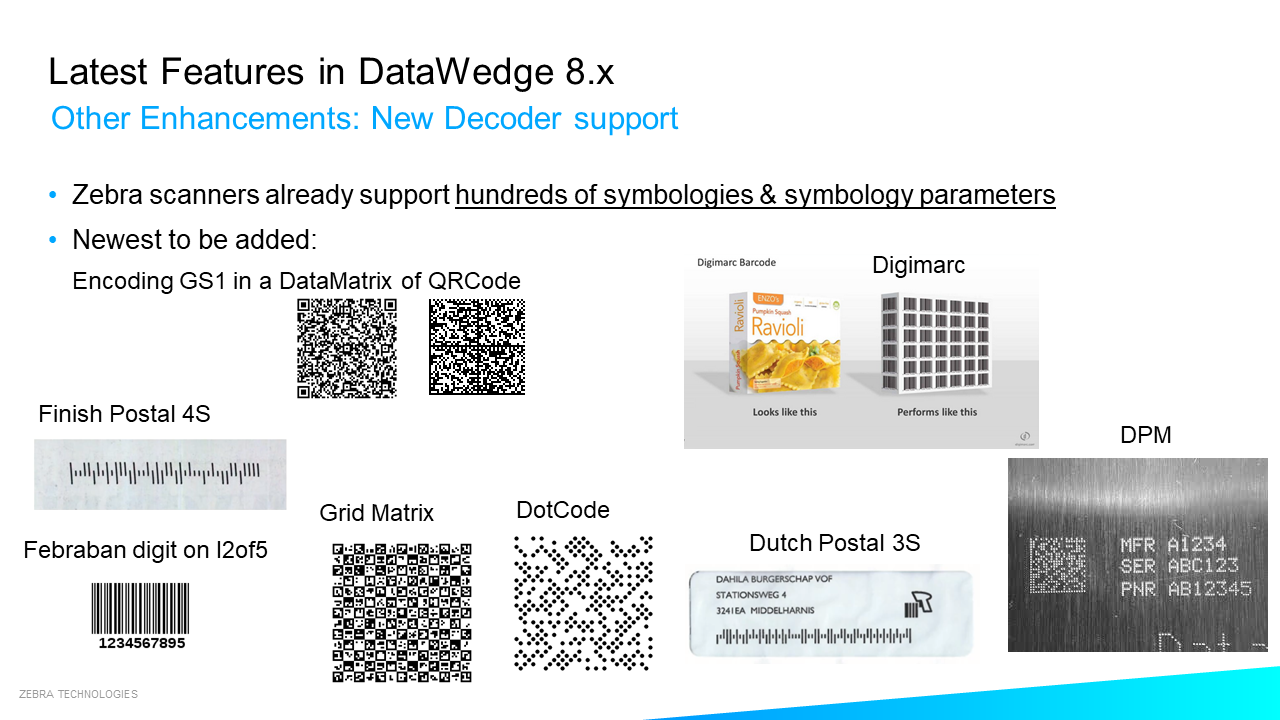 Latest Features in DataWedge 8.x
Other Enhancements: New Decoder support
• Zebra scanners already support hundreds of symbologies & symbology parameters
• Newest to be added:
Encoding GS1 in a DataMatrix of QRCode
Digimarc Barcode
Digimarc
ENZO's
Pumpkin Squash
Ravioli
Ravioli
Pumpkin Squash
Looks like this
Performs like this
Finish Postal 4S
DPM
MFR A1234
SER ABC123
PNR AB12345
Grid Matrix
DotCode
Febraban digit on I2of5
1234567895
Dutch Postal 3S
DAHILA BURGERSCHAP VOF
STATIONSWEG 4
3241EA MIDDELHARNIS
ZEBRA TECHNOLOGIES